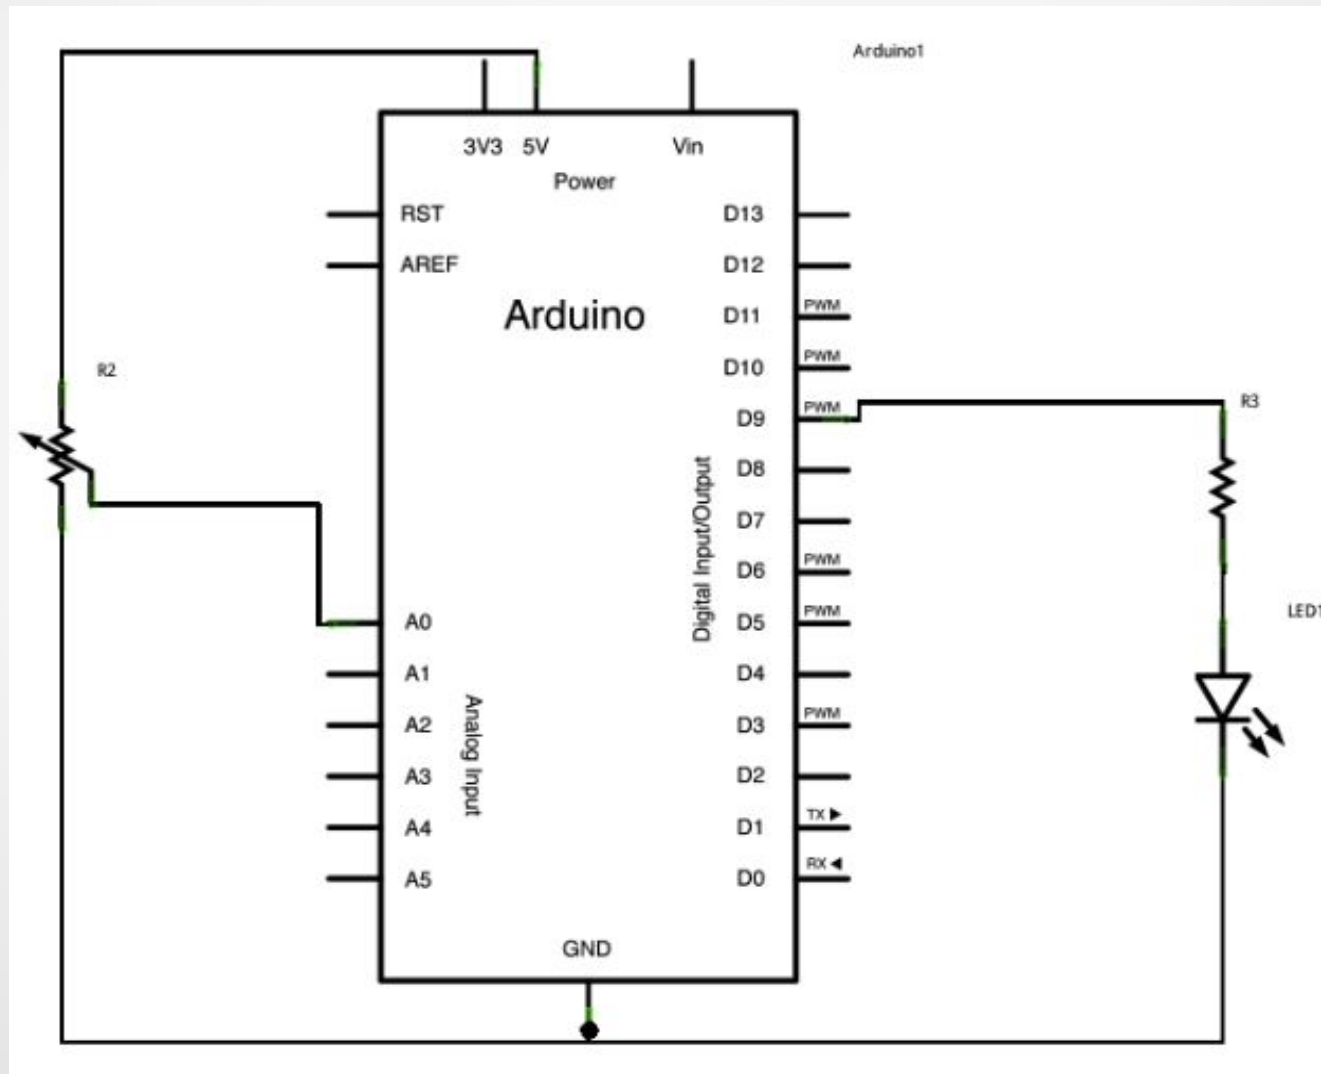 Arduino1
3V3 5V Vin
Power
RST D13
AREF D12
Arduino
D11 PWM
D10 PWM
R2
D9 PWM
R3
D8
D7
D6 PWM
Digital Input/Output
LED1
A0 D5 PWM
A1 D4
A2 D3 PWM
Analog Input
A3 D2
A4 D1 TX
A5 D0 RX
GND